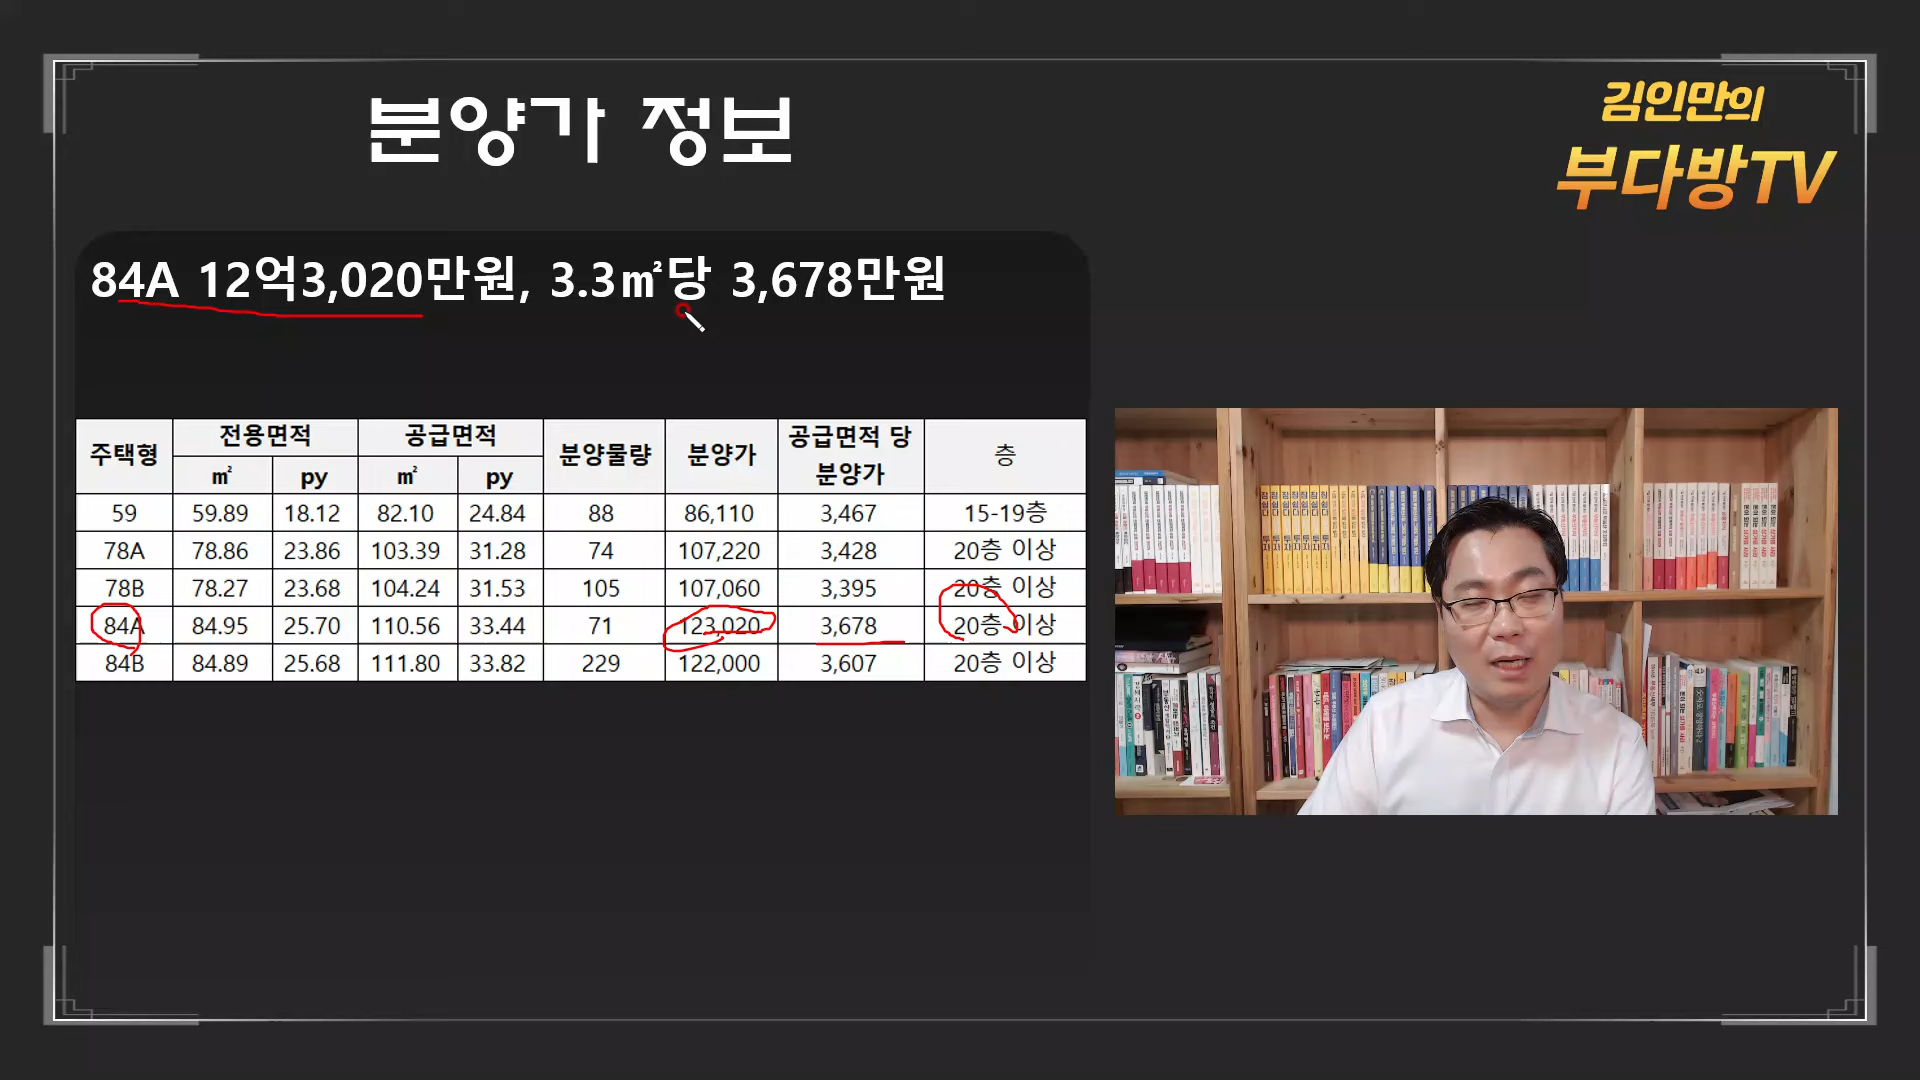 분양가 정보
김인만의
부다방TV
84A 12억3,020만원, 3.3㎡당 3,678만원
주택형 전용면적 공급면적 분양물량 분양가 공급면적 당 분양가 층
㎡ py ㎡ py
59 59.89 18.12 82.10 24.84 88 86,110 3,467 15-19층
78A 78.86 23.86 103.39 31.28 74 107,220 3,428 20층 이상
78B 78.27 23.68 104.24 31.53 105 107,060 3,395 20층 이상
84A 84.95 25.70 110.56 33.44 71 123,020 3,678 20층 이상
84B 84.89 25.68 111.80 33.82 229 122,000 3,607 20층 이상